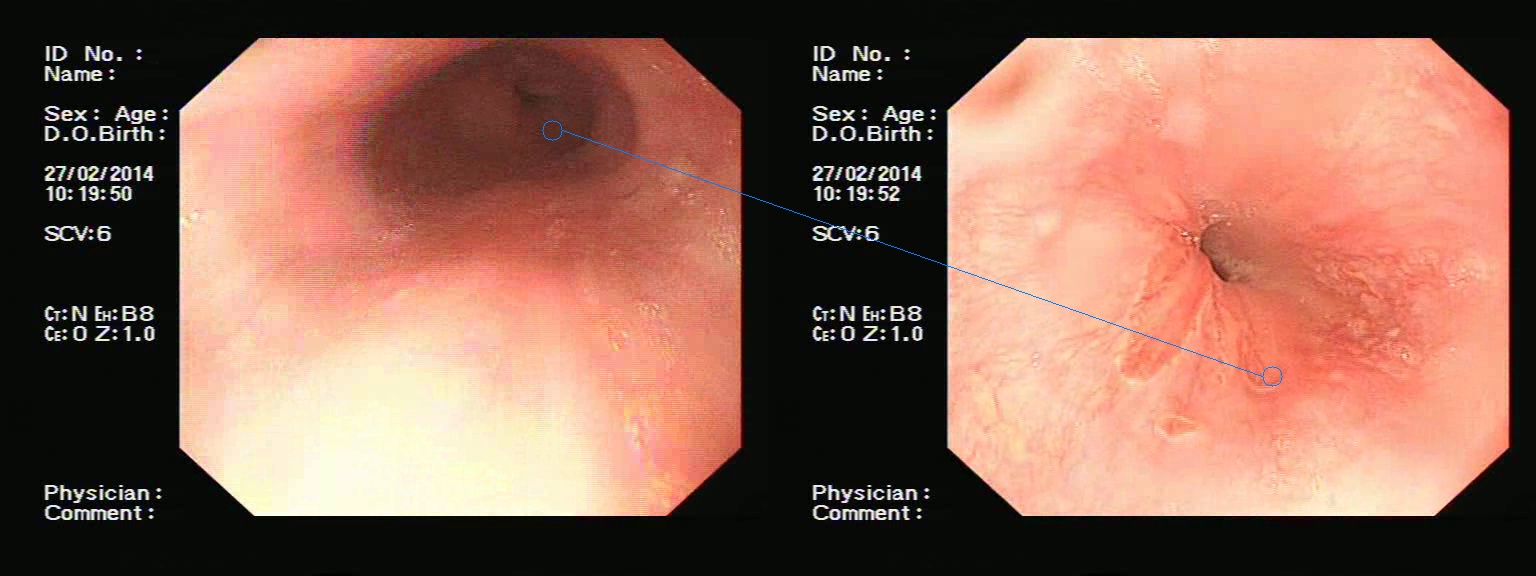 ID No. :
Name :
Sex: Age:
D.O.Birth:
27/02/2014
10:19:50
SCV:6
CT:N EH:B8
CE:0 Z:1.0
Physician:
Comment:
ID No. :
Name :
Sex: Age:
D.O.Birth:
27/02/2014
10:19:52
SCV:6
CT:N EH:B8
CE:0 Z:1.0
Physician:
Comment: